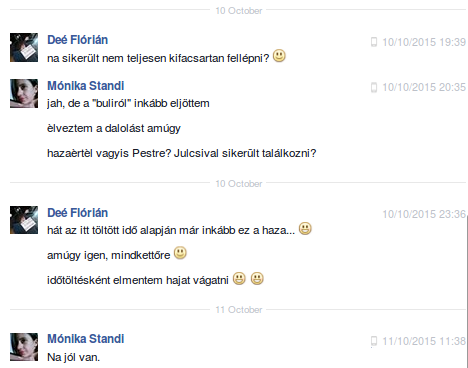 10 October
Deé Flórián 10/10/2015 19:39
na sikerült nem teljesen kifacsartan fellépni?
Mónika Standi 10/10/2015 20:35
jah, de a "buliról" inkább eljöttem
èlveztem a dalolást amúgy
hazaèrtèl vagyis Pestre? Julcsival sikerült találkozni?
10 October
Deé Flórián 10/10/2015 23:36
hát az itt töltött idő alapján már inkább ez a haza...
amúgy igen, mindkettőre
időtöltésként elmentem hajat vágatni
11 October
Mónika Standi 11/10/2015 11:38
Na jól van.